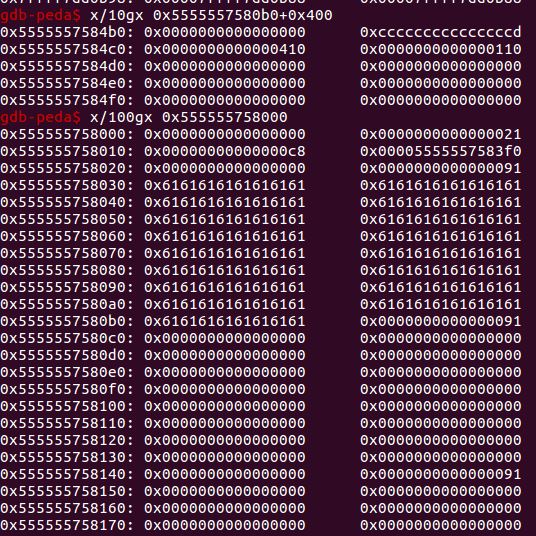 gdb-peda$ x/10gx 0x5555557580b0+0x400
0x5555557584b0: 0x0000000000000000 0xcccccccccccccccd
0x5555557584c0: 0x0000000000000410 0x0000000000000110
0x5555557584d0: 0x0000000000000000 0x0000000000000000
0x5555557584e0: 0x0000000000000000 0x0000000000000000
0x5555557584f0: 0x0000000000000000 0x0000000000000000
gdb-peda$ x/100gx 0x555555758000
0x555555758000: 0x0000000000000000 0x0000000000000021
0x555555758010: 0x00000000000000c8 0x00005555557583f0
0x555555758020: 0x0000000000000000 0x0000000000000091
0x555555758030: 0x6161616161616161 0x6161616161616161
0x555555758040: 0x6161616161616161 0x6161616161616161
0x555555758050: 0x6161616161616161 0x6161616161616161
0x555555758060: 0x6161616161616161 0x6161616161616161
0x555555758070: 0x6161616161616161 0x6161616161616161
0x555555758080: 0x6161616161616161 0x6161616161616161
0x555555758090: 0x6161616161616161 0x6161616161616161
0x5555557580a0: 0x6161616161616161 0x6161616161616161
0x5555557580b0: 0x6161616161616161 0x0000000000000091
0x5555557580c0: 0x0000000000000000 0x0000000000000000
0x5555557580d0: 0x0000000000000000 0x0000000000000000
0x5555557580e0: 0x0000000000000000 0x0000000000000000
0x5555557580f0: 0x0000000000000000 0x0000000000000000
0x555555758100: 0x0000000000000000 0x0000000000000000
0x555555758110: 0x0000000000000000 0x0000000000000000
0x555555758120: 0x0000000000000000 0x0000000000000000
0x555555758130: 0x0000000000000000 0x0000000000000000
0x555555758140: 0x0000000000000000 0x0000000000000091
0x555555758150: 0x0000000000000000 0x0000000000000000
0x555555758160: 0x0000000000000000 0x0000000000000000
0x555555758170: 0x0000000000000000 0x0000000000000000